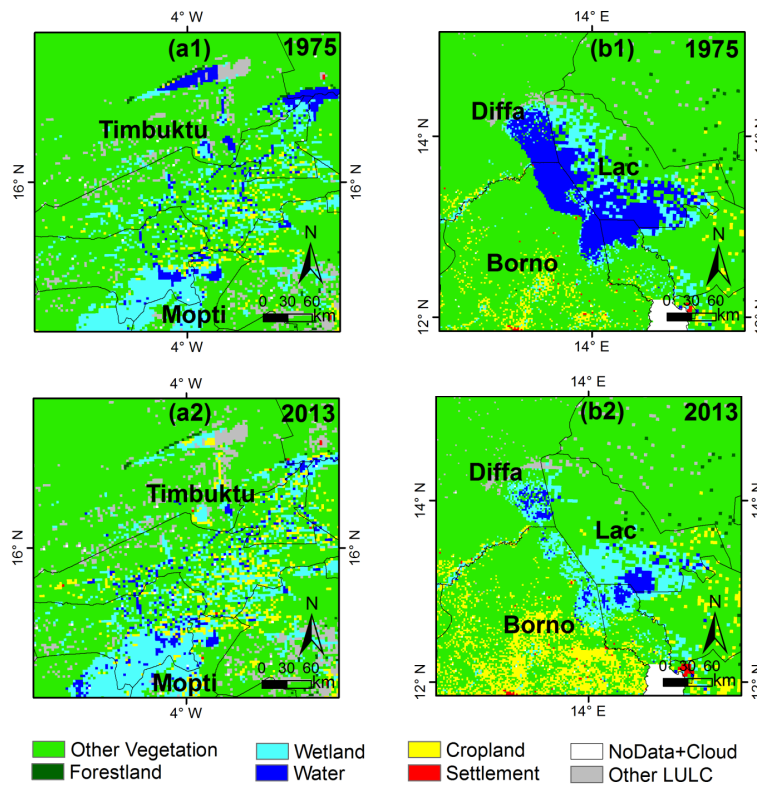 4° W
14° E
(a1) 1975
(b1) 1975
Timbuktu
Diffa
Lac
14° N
14° N
16° N
16° N
Borno
N
N
Mopti
0 30 60
km
0 30 60
km
12° N
12° N
4° W
14° E
4° W
14° E
(a2) 2013
(b2) 2013
Timbuktu
Diffa
Lac
14° N
14° N
16° N
16° N
Borno
N
N
Mopti
0 30 60
km
0 30 60
km
12° N
12° N
4° W
14° E
Other Vegetation
Wetland
Cropland
NoData+Cloud
Forestland
Water
Settlement
Other LULC